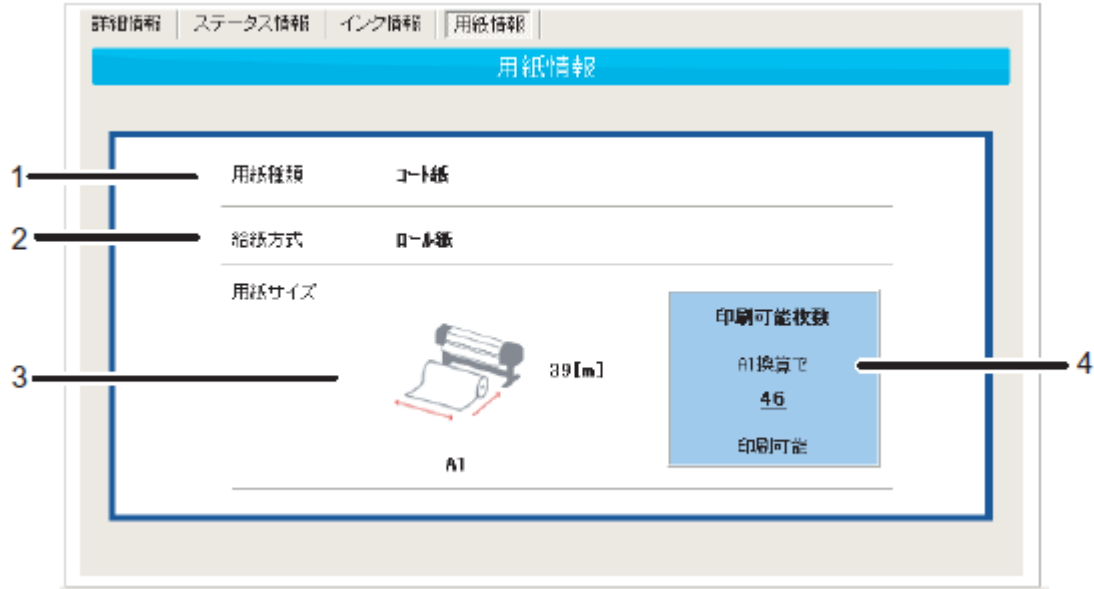 詳細情報 ステータス情報 インク情報 用紙情報
用紙情報
1 用紙種類 コート紙
2 給紙方式 ロール紙
用紙サイズ
印刷可能枚数
3 39[m] A1換算で 4
46
印刷可能
A1